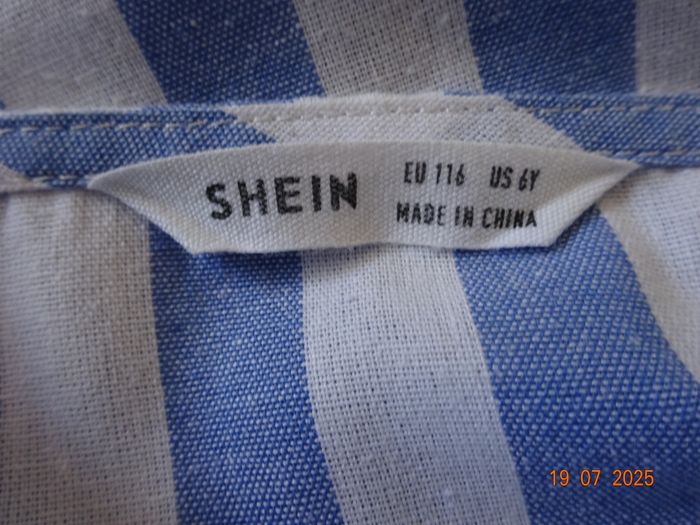 SHEIN
EU 116 US 6Y
MADE IN CHINA
19 07 2025